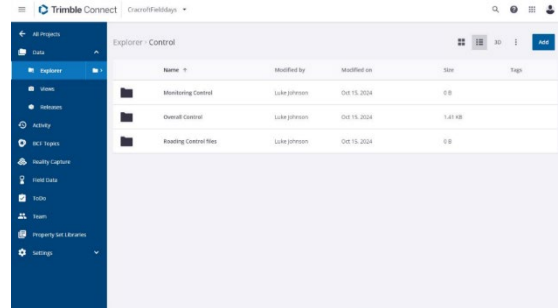 Trimble Connect CracroftFielddays
All Projects
Data
Explorer
Views
Releases
Activity
BCF Topics
Reality Capture
Field Data
ToDo
Team
Property Set Libraries
Settings
Explorer › Control
3D
Add
Name ↑ Modified by Modified on Size Tags
Monitoring Control Luke Johnson Oct 15, 2024 0 B
Overall Control Luke Johnson Oct 15, 2024 1.41 KB
Roading Control files Luke Johnson Oct 15, 2024 0 B